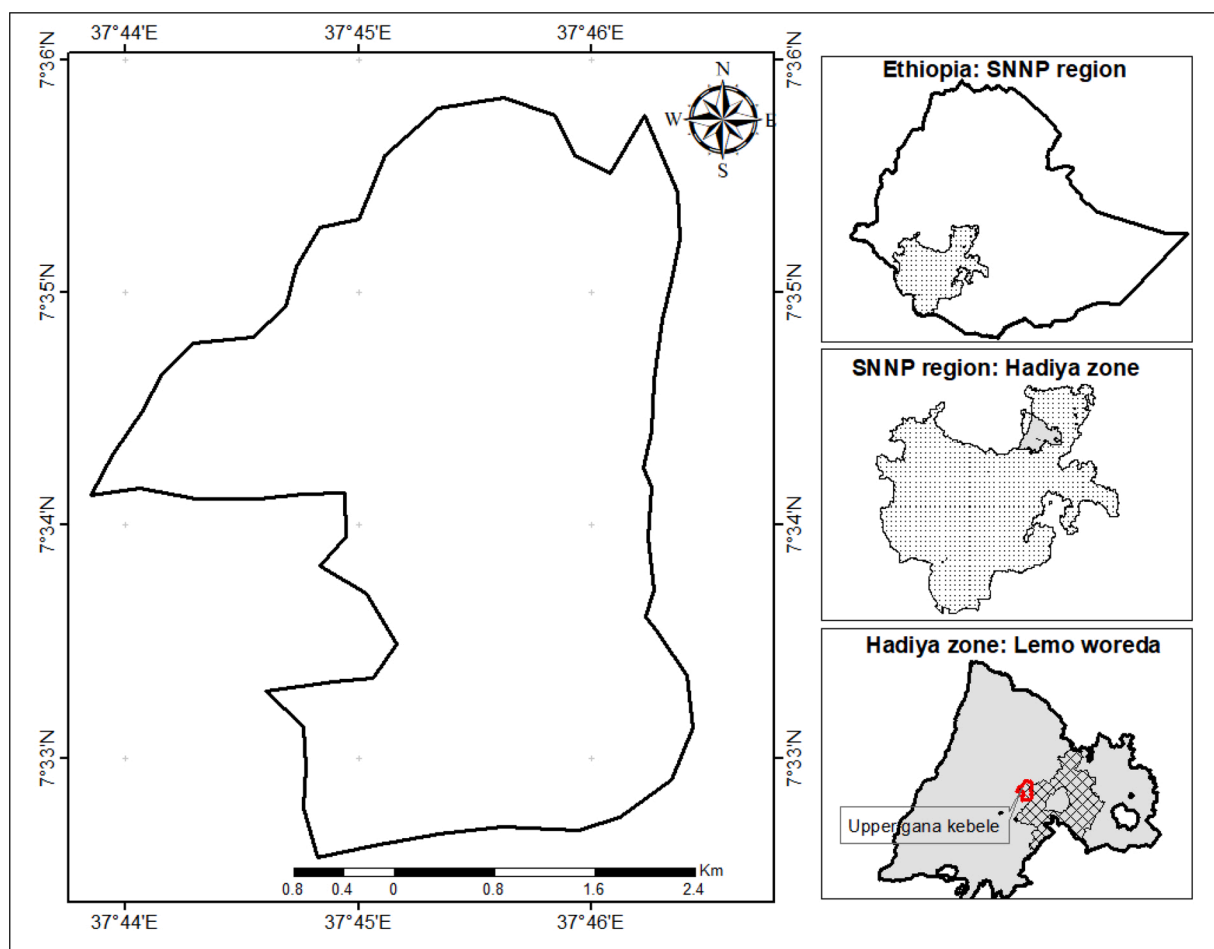 37°44'E 37°45'E 37°46'E
7°36'N 7°36'N
N
W E
S
7°35'N 7°35'N
7°34'N 7°34'N
7°33'N 7°33'N
Km
0.8 0.4 0 0.8 1.6 2.4
37°44'E 37°45'E 37°46'E
Ethiopia: SNNP region
SNNP region: Hadiya zone
Hadiya zone: Lemo woreda
Upper gana kebele